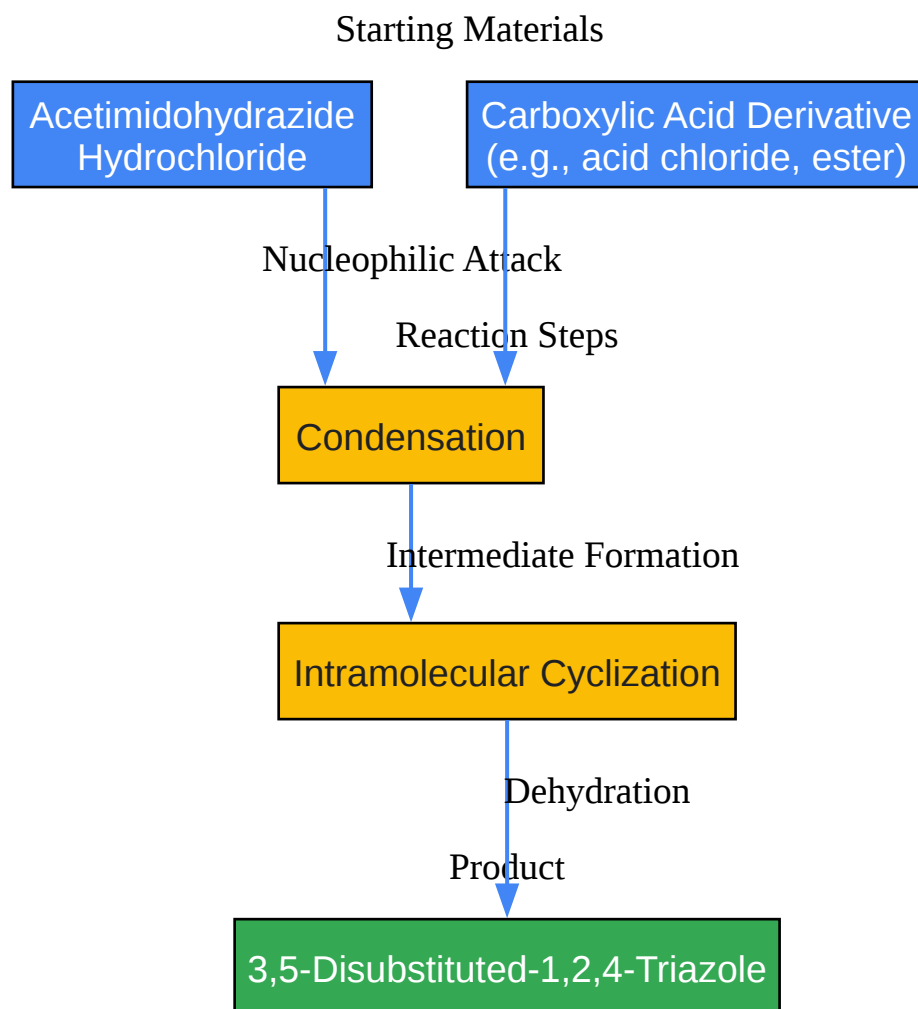 Starting Materials
Acetimidohydrazide
Hydrochloride
Carboxylic Acid Derivative
(e.g., acid chloride, ester)
Nucleophilic Attack
Reaction Steps
Condensation
Intermediate Formation
Intramolecular Cyclization
Dehydration
Product
3,5-Disubstituted-1,2,4-Triazole